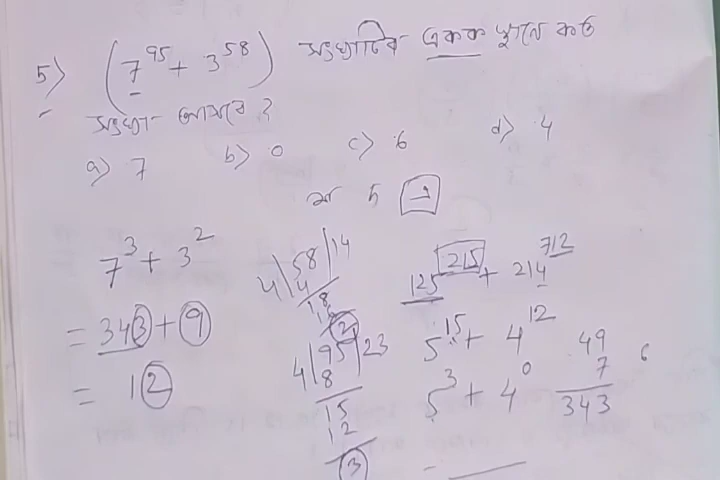 5) (7^95 + 3^58) সংখ্যাটির একক স্থানে কত
সংখ্যা আসবে ?
a) 7 b) 0 c) 6 d) 4
7^3 + 3^2
= 343 + 9
= 12
4|58|14
4
18
16
2
4|95|23
8
15
12
3
125^215 + 214^712
5^15 + 4^12
5^3 + 4^0
49
7
343
6